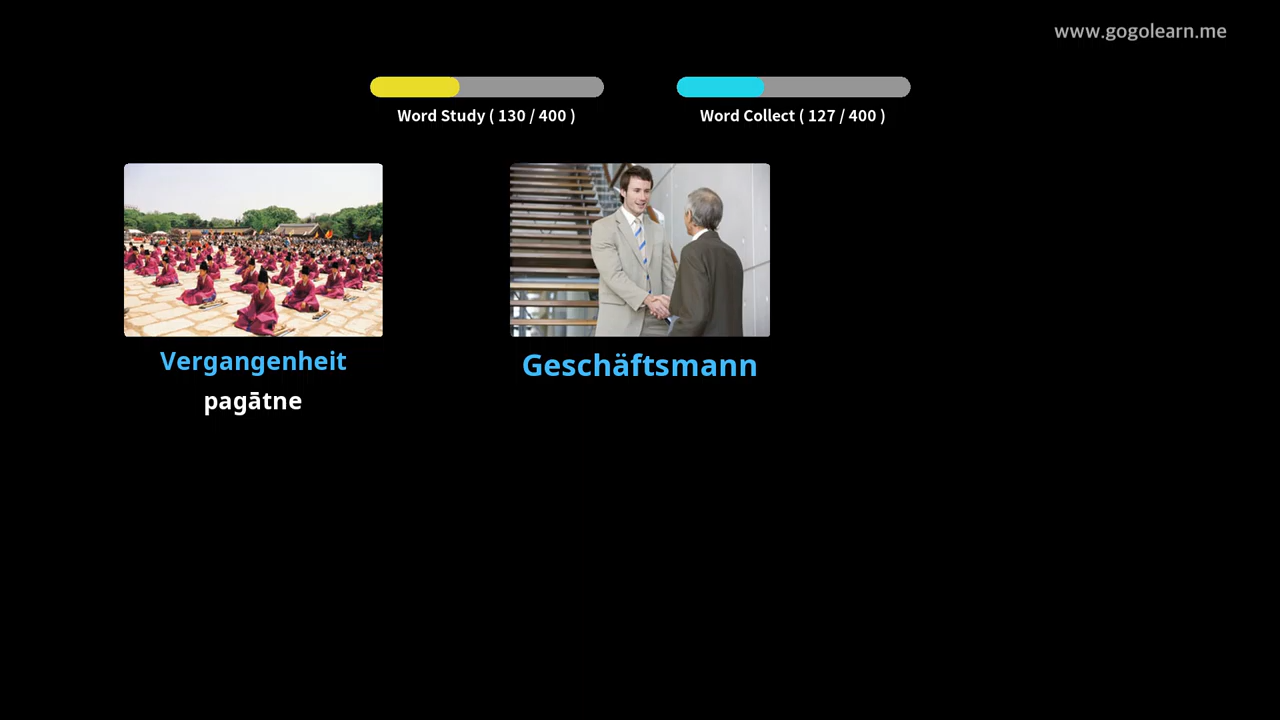 www.gogolearn.me
Word Study ( 130 / 400 )
Word Collect ( 127 / 400 )
Vergangenheit
pagātne
Geschäftsmann